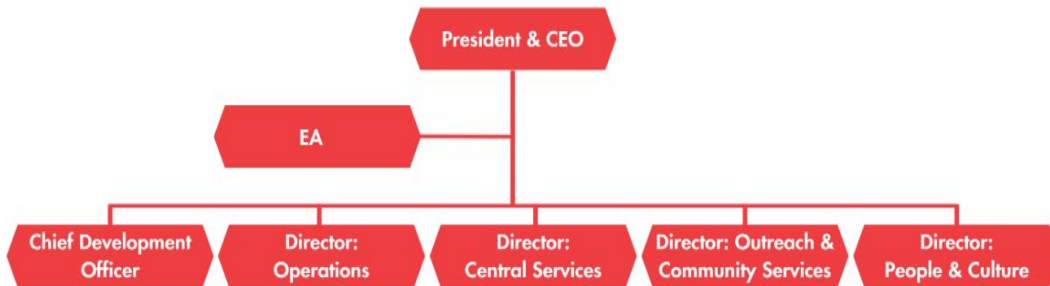 President & CEO
EA
Chief Development
Officer
Director:
Operations
Director:
Central Services
Director: Outreach &
Community Services
Director:
People & Culture